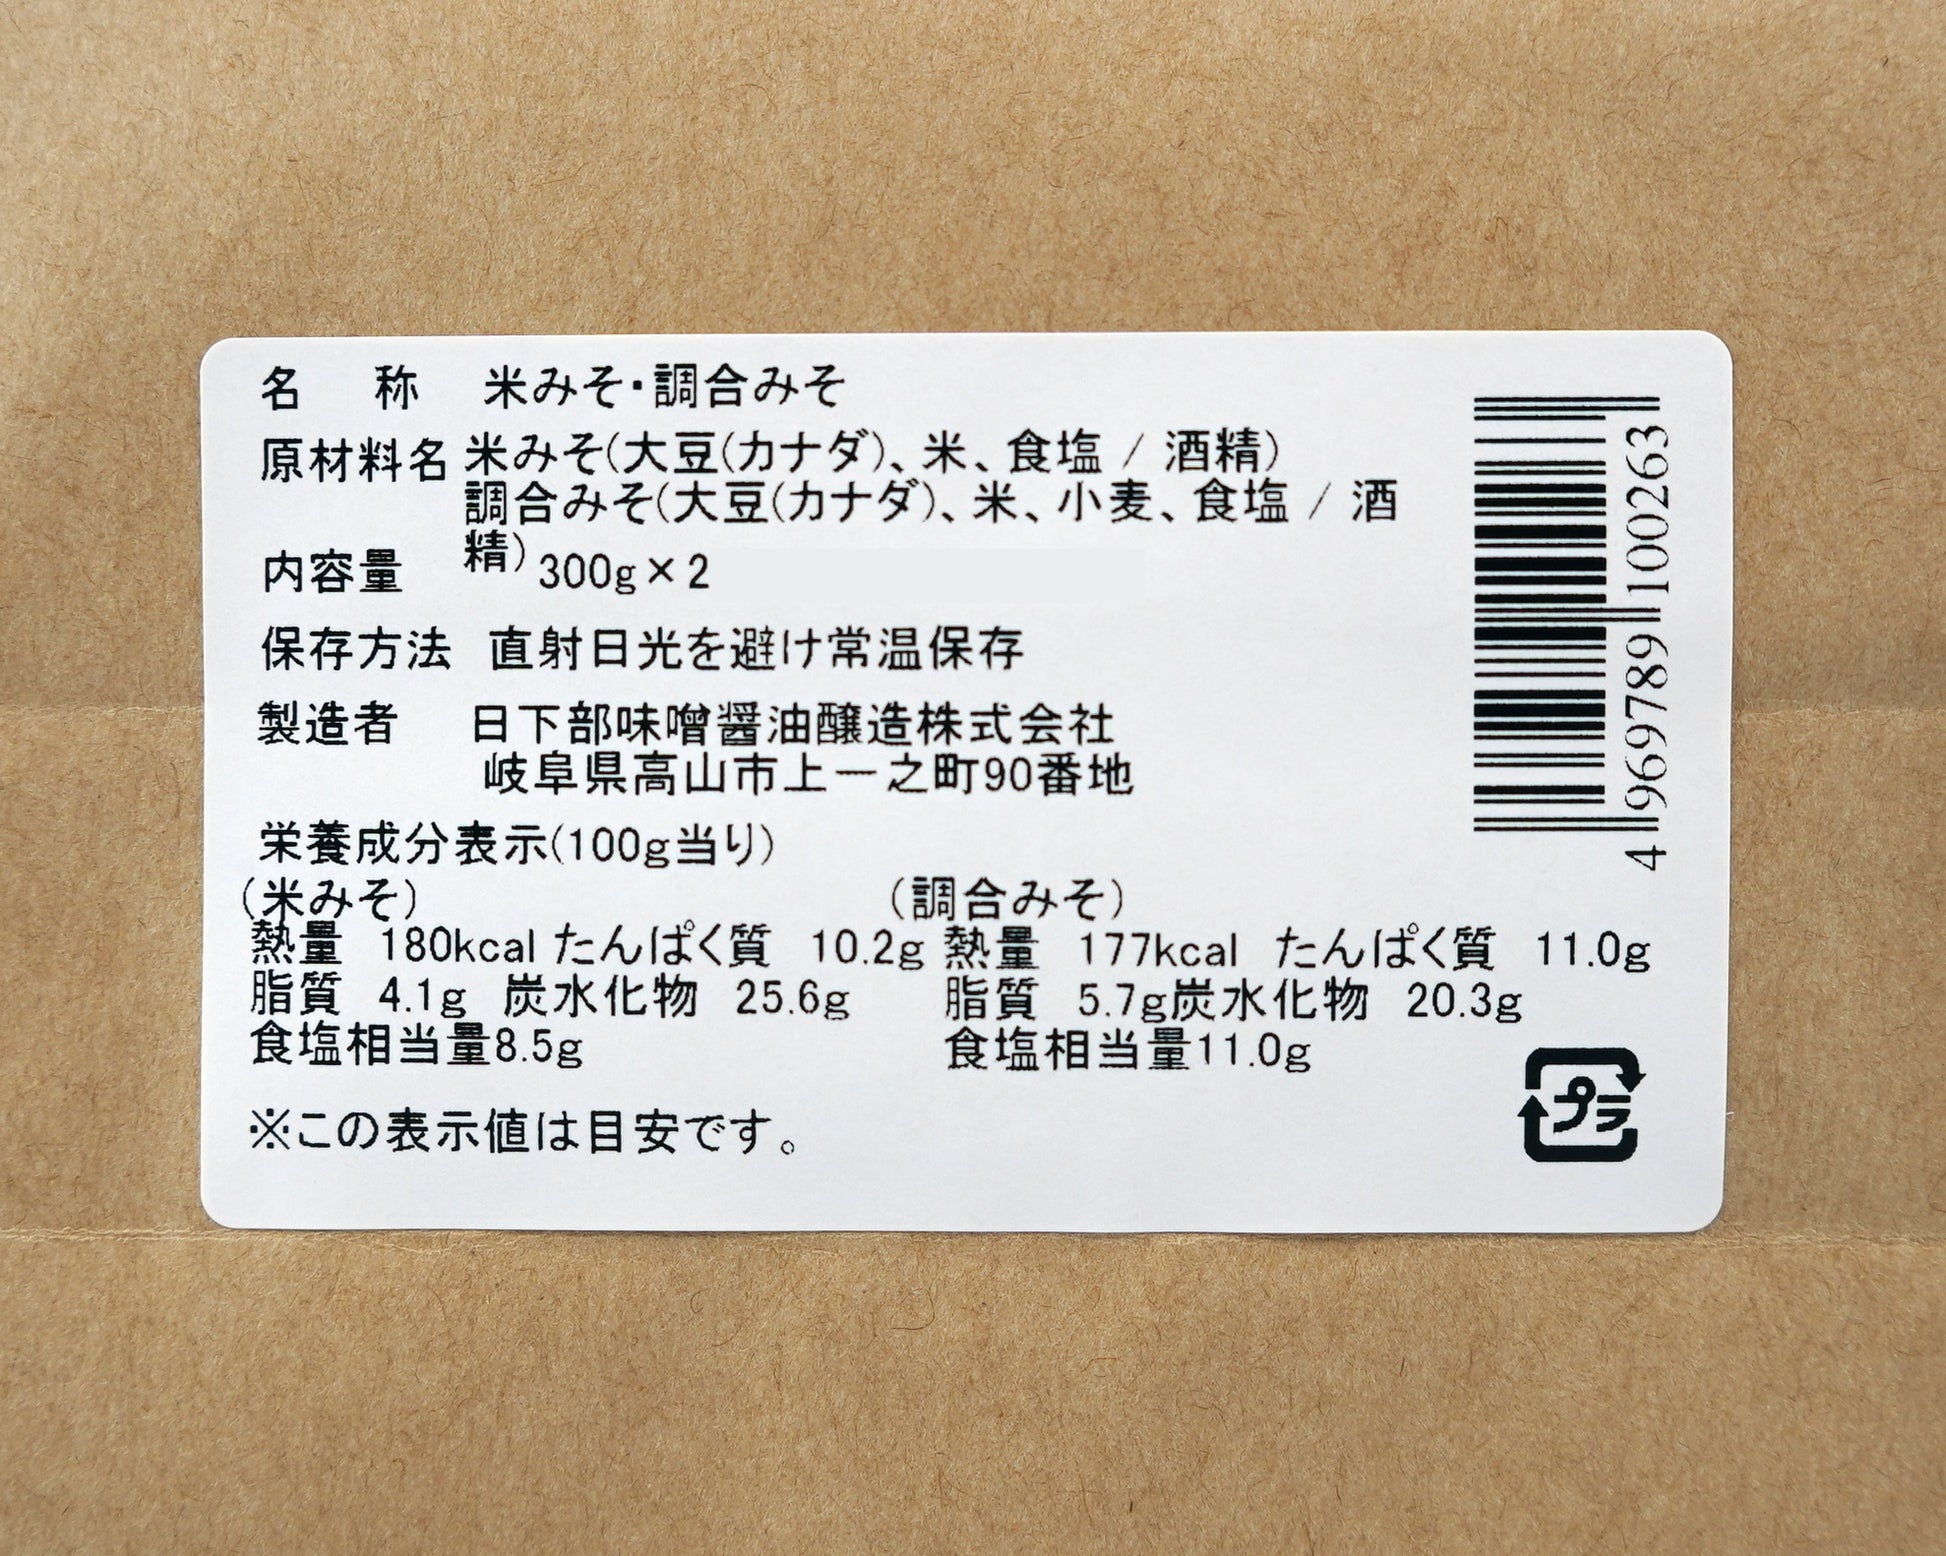 名　称　米みそ・調合みそ
原材料名 米みそ(大豆(カナダ)、米、食塩 / 酒精)
調合みそ(大豆(カナダ)、米、小麦、食塩 / 酒
精)
内容量 300g×2
保存方法 直射日光を避け常温保存
製造者 日下部味噌醤油醸造株式会社
岐阜県高山市上一之町90番地
栄養成分表示(100g当り)
(米みそ) (調合みそ)
熱量 180kcal たんぱく質 10.2g 熱量 177kcal たんぱく質 11.0g
脂質 4.1g 炭水化物 25.6g 脂質 5.7g炭水化物 20.3g
食塩相当量8.5g 食塩相当量11.0g
※この表示値は目安です。
4 969789 100263
プラ